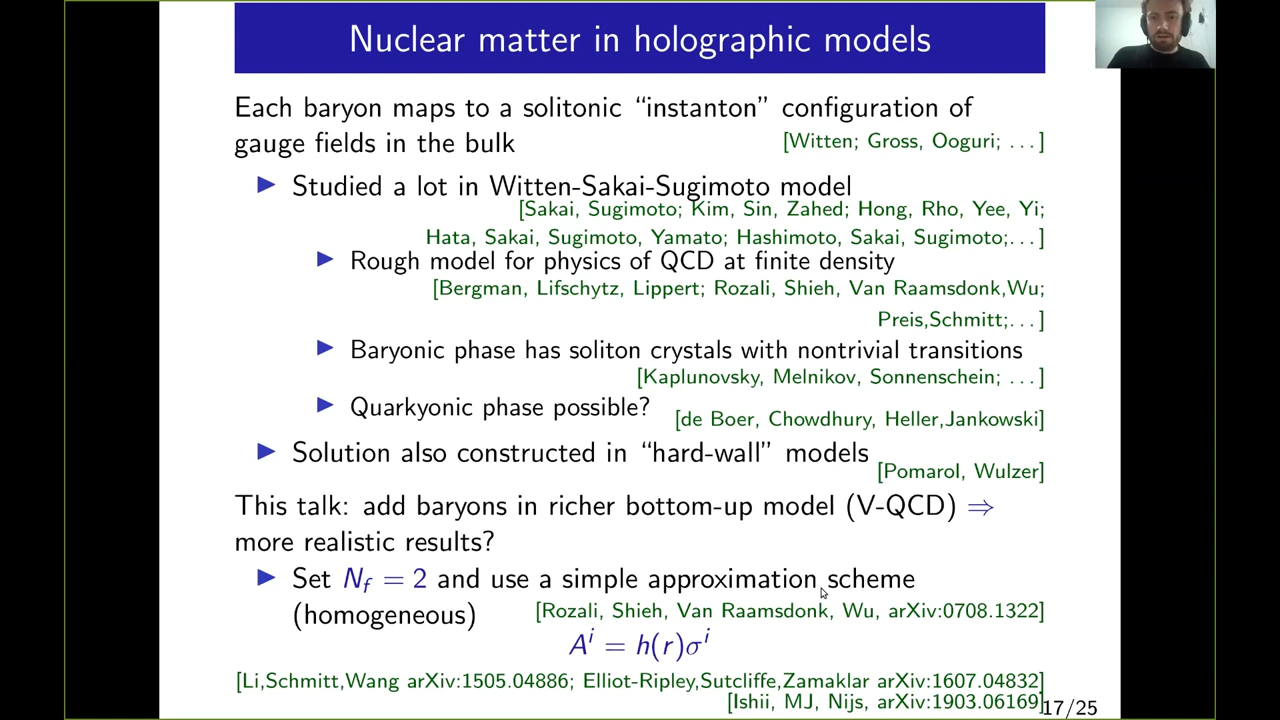 Nuclear matter in holographic models
Each baryon maps to a solitonic “instanton” configuration of
gauge fields in the bulk [Witten; Gross, Ooguri; ...]
▶ Studied a lot in Witten-Sakai-Sugimoto model
[Sakai, Sugimoto; Kim, Sin, Zahed; Hong, Rho, Yee, Yi;
Hata, Sakai, Sugimoto, Yamato; Hashimoto, Sakai, Sugimoto;...]
▶ Rough model for physics of QCD at finite density
[Bergman, Lifschytz, Lippert; Rozali, Shieh, Van Raamsdonk,Wu;
Preis,Schmitt;...]
▶ Baryonic phase has soliton crystals with nontrivial transitions
[Kaplunovsky, Melnikov, Sonnenschein; ...]
▶ Quarkyonic phase possible? [de Boer, Chowdhury, Heller,Jankowski]
▶ Solution also constructed in “hard-wall” models [Pomarol, Wulzer]
This talk: add baryons in richer bottom-up model (V-QCD) ⇒
more realistic results?
▶ Set N_f = 2 and use a simple approximation scheme
(homogeneous) [Rozali, Shieh, Van Raamsdonk, Wu, arXiv:0708.1322]
A^i = h(r)σ^i
[Li,Schmitt,Wang arXiv:1505.04886; Elliot-Ripley,Sutcliffe,Zamaklar arXiv:1607.04832]
[Ishii, MJ, Nijs, arXiv:1903.06169]
17/25